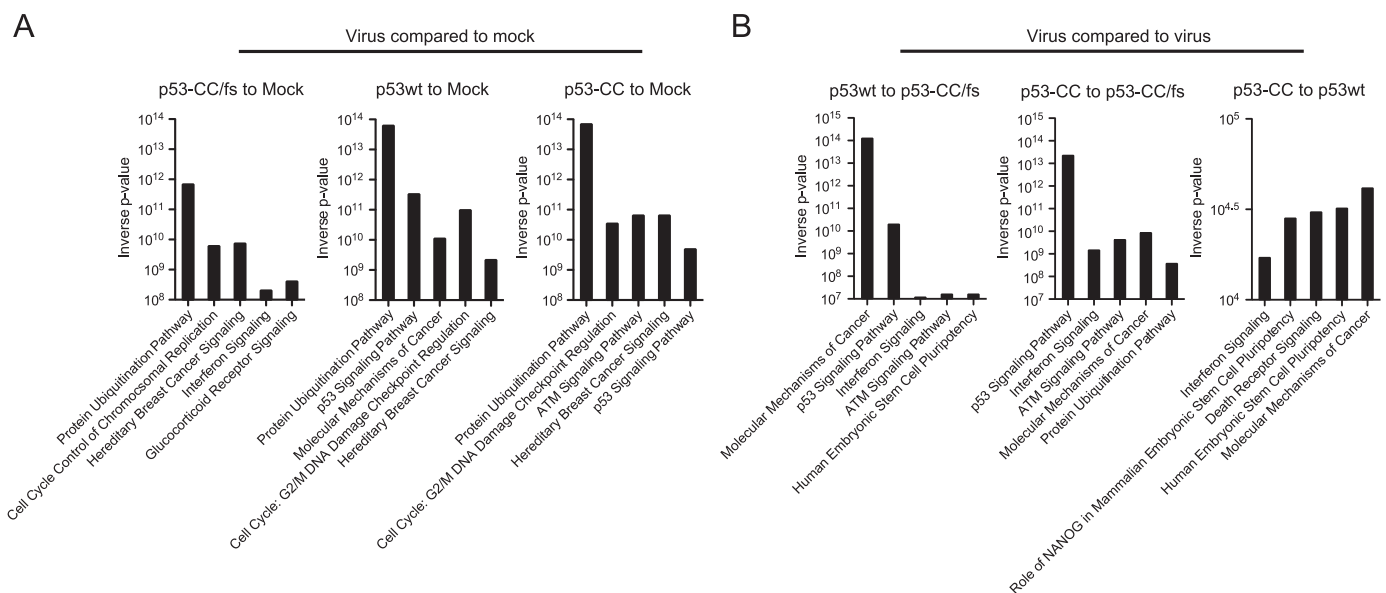 A
Virus compared to mock
p53-CC/fs to Mock
Inverse p-value
10^14
10^13
10^12
10^11
10^10
10^9
10^8
Protein Ubiquitination Pathway
Cell Cycle Control of Chromosomal Replication
Hereditary Breast Cancer Signaling
Interferon Signaling
Glucocorticoid Receptor Signaling
p53wt to Mock
Inverse p-value
10^14
10^13
10^12
10^11
10^10
10^9
10^8
Protein Ubiquitination Pathway
p53 Signaling Pathway
Molecular Mechanisms of Cancer
Cell Cycle: G2/M DNA Damage Checkpoint Regulation
Hereditary Breast Cancer Signaling
p53-CC to Mock
Inverse p-value
10^14
10^13
10^12
10^11
10^10
10^9
10^8
Protein Ubiquitination Pathway
Cell Cycle: G2/M DNA Damage Checkpoint Regulation
ATM Signaling Pathway
Hereditary Breast Cancer Signaling
p53 Signaling Pathway
B
Virus compared to virus
p53wt to p53-CC/fs
Inverse p-value
10^15
10^14
10^13
10^12
10^11
10^10
10^9
10^8
10^7
Molecular Mechanisms of Cancer
p53 Signaling Pathway
Interferon Signaling
ATM Signaling Pathway
Human Embryonic Stem Cell Pluripotency
p53-CC to p53-CC/fs
Inverse p-value
10^15
10^14
10^13
10^12
10^11
10^10
10^9
10^8
10^7
p53 Signaling Pathway
Interferon Signaling
ATM Signaling Pathway
Molecular Mechanisms of Cancer
Protein Ubiquitination Pathway
p53-CC to p53wt
Inverse p-value
10^5
10^4.5
10^4
Interferon Signaling
Role of NANOG in Mammalian Embryonic Stem Cell Pluripotency
Death Receptor Signaling
Human Embryonic Stem Cell Pluripotency
Molecular Mechanisms of Cancer